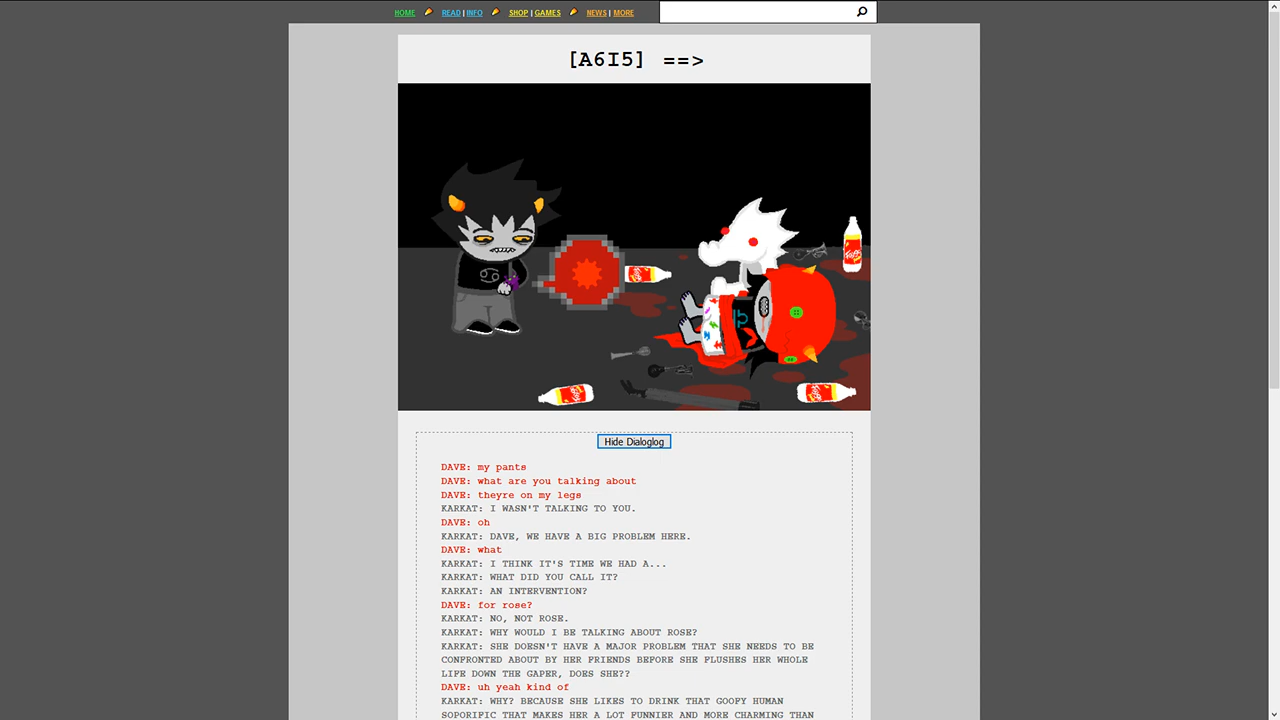 HOME READ | INFO SHOP | GAMES NEWS | MORE
[A6I5] ==>
Hide Dialoglog
DAVE: my pants
DAVE: what are you talking about
DAVE: theyre on my legs
KARKAT: I WASN'T TALKING TO YOU.
DAVE: oh
KARKAT: DAVE, WE HAVE A BIG PROBLEM HERE.
DAVE: what
KARKAT: I THINK IT'S TIME WE HAD A...
KARKAT: WHAT DID YOU CALL IT?
KARKAT: AN INTERVENTION?
DAVE: for rose?
KARKAT: NO, NOT ROSE.
KARKAT: WHY WOULD I BE TALKING ABOUT ROSE?
KARKAT: SHE DOESN'T HAVE A MAJOR PROBLEM THAT SHE NEEDS TO BE
CONFRONTED ABOUT BY HER FRIENDS BEFORE SHE PLUSHES HER WHOLE
LIFE DOWN THE GAPER, DOES SHE??
DAVE: uh yeah kind of
KARKAT: WHY? BECAUSE SHE LIKES TO DRINK THAT GOOPY HUMAN
SOPORIFIC THAT MAKES HER A LOT FUNNIER AND MORE CHARMING THAN